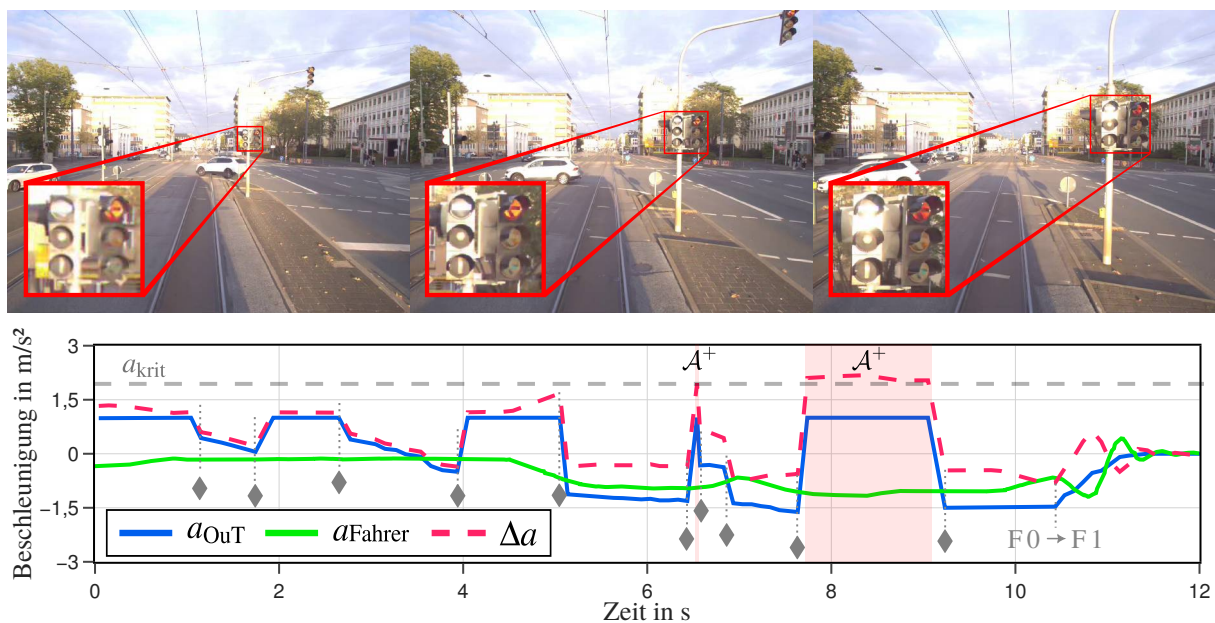 Beschleunigung in m/s²
3
1,5
0
−1,5
−3
a_krit
𝒜⁺
𝒜⁺
a_OuT
a_Fahrer
Δa
F0 → F1
0
2
4
6
8
10
12
Zeit in s